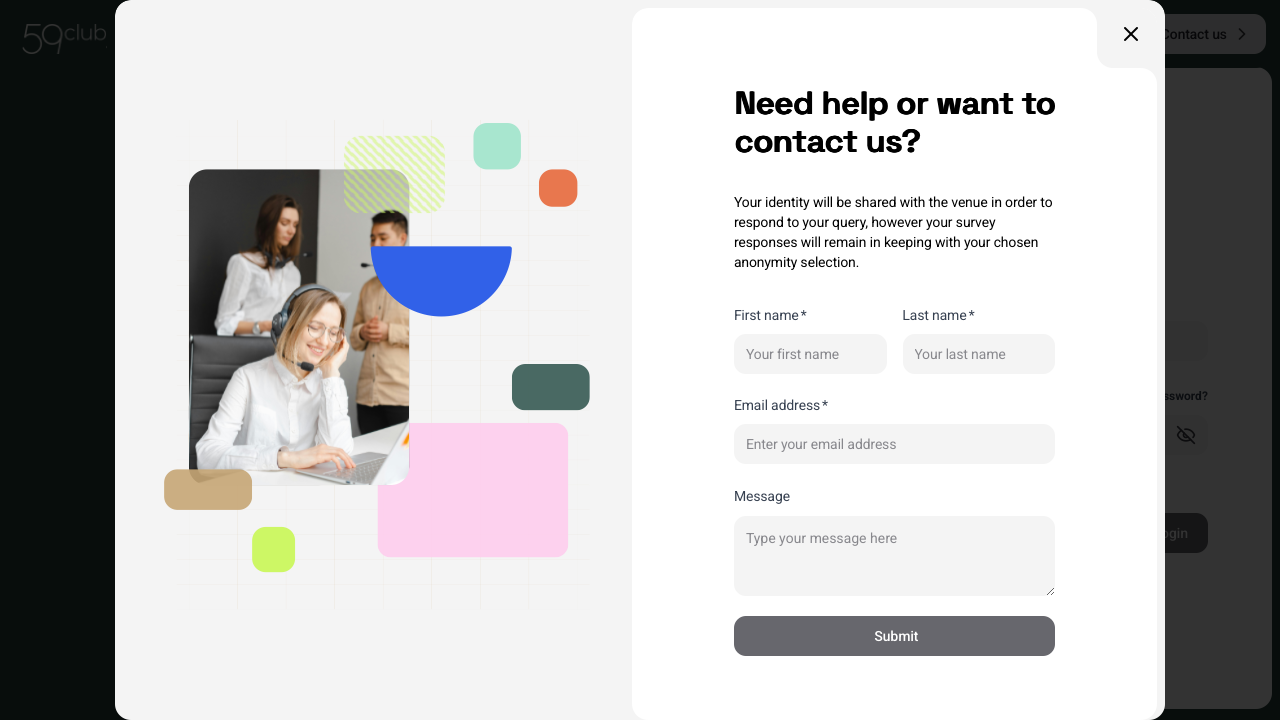 59club
Contact us
Need help or want to
contact us?
Your identity will be shared with the venue in order to
respond to your query, however your survey
responses will remain in keeping with your chosen
anonymity selection.
First name*
Last name*
Your first name
Your last name
Email address*
Enter your email address
ssword?
Message
Type your message here
ogin
Submit